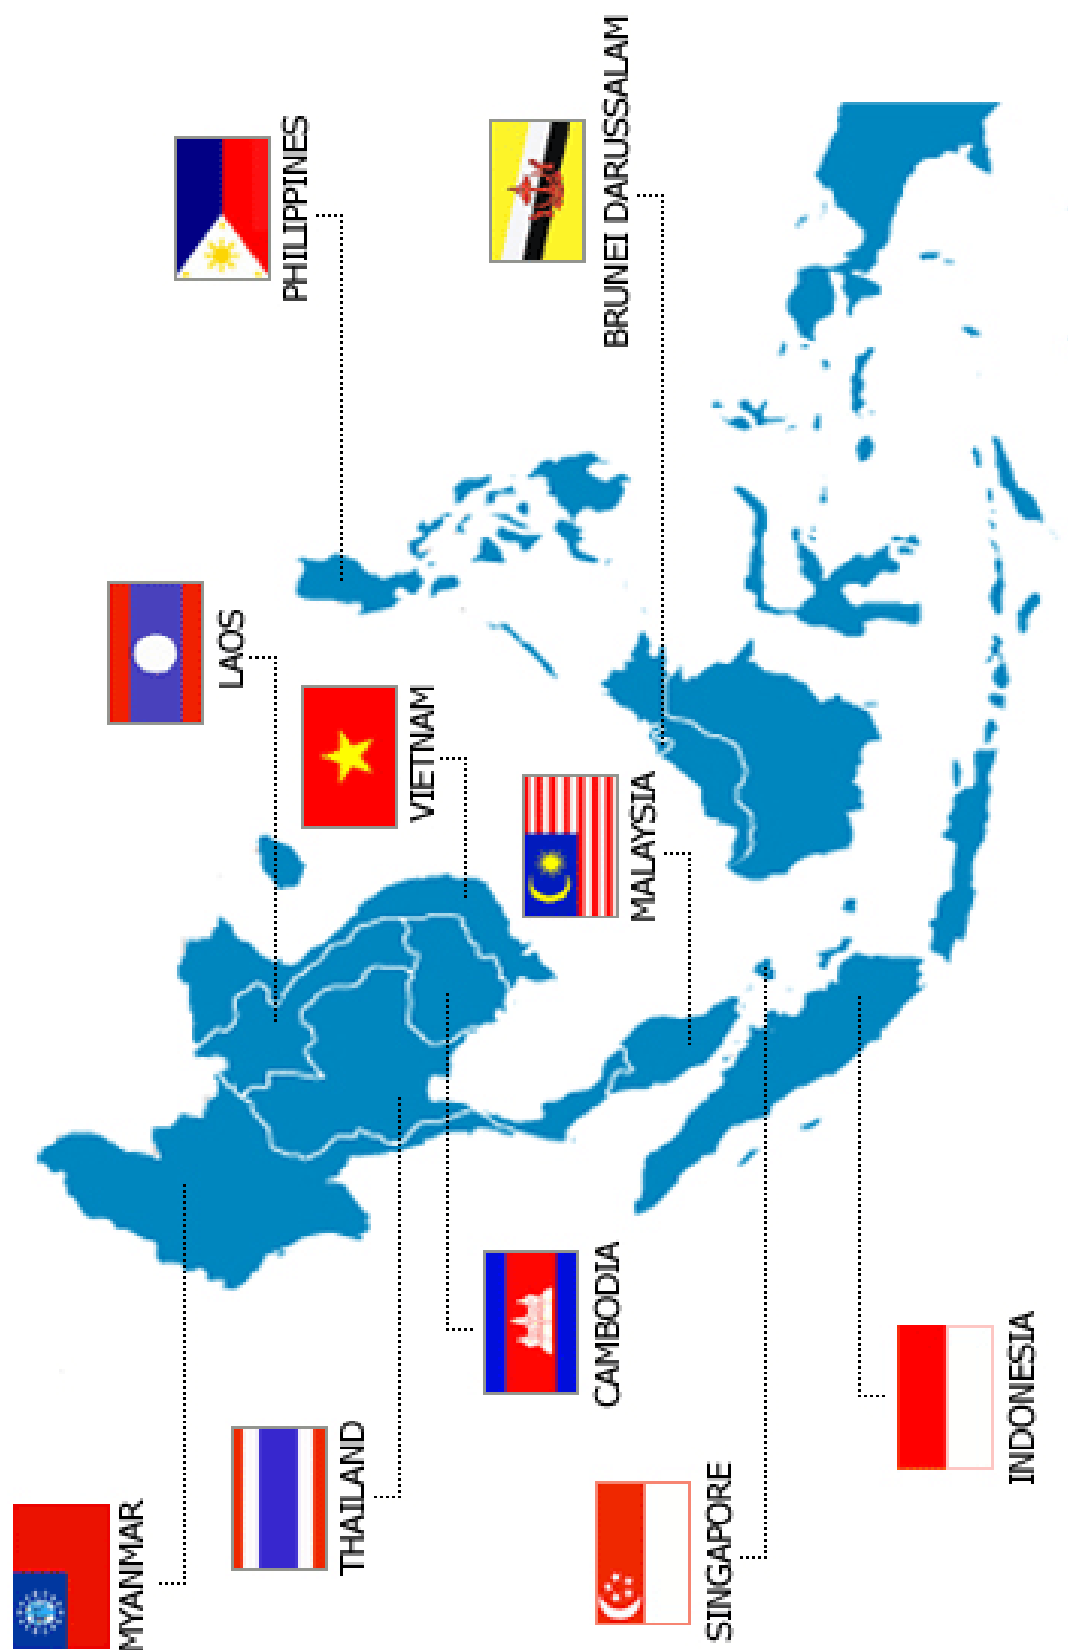 MYANMAR
LAOS
PHILIPPINES
THAILAND
VIETNAM
CAMBODIA
MALAYSIA
BRUNEI DARUSSALAM
SINGAPORE
INDONESIA